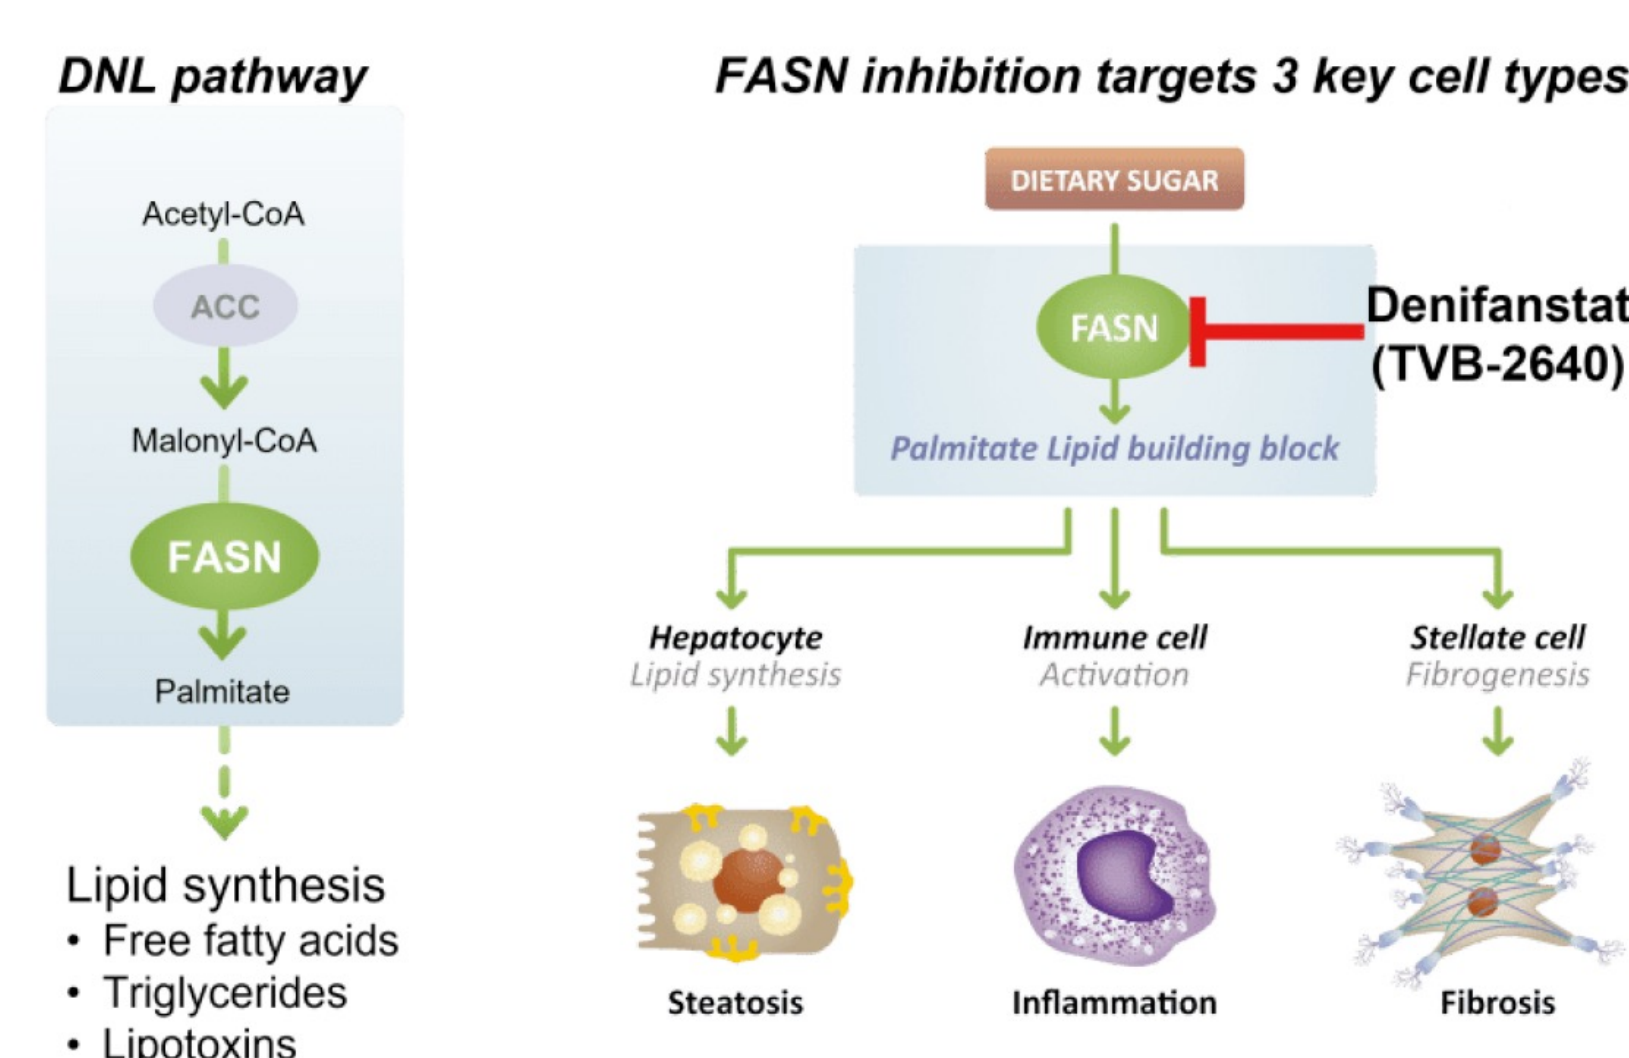 DNL pathway
Acetyl-CoA
ACC
Malonyl-CoA
FASN
Palmitate
Lipid synthesis
• Free fatty acids
• Triglycerides
• Lipotoxins
FASN inhibition targets 3 key cell types
DIETARY SUGAR
FASN
Denifanstat
(TVB-2640)
Palmitate Lipid building block
Hepatocyte
Lipid synthesis
Steatosis
Immune cell
Activation
Inflammation
Stellate cell
Fibrogenesis
Fibrosis